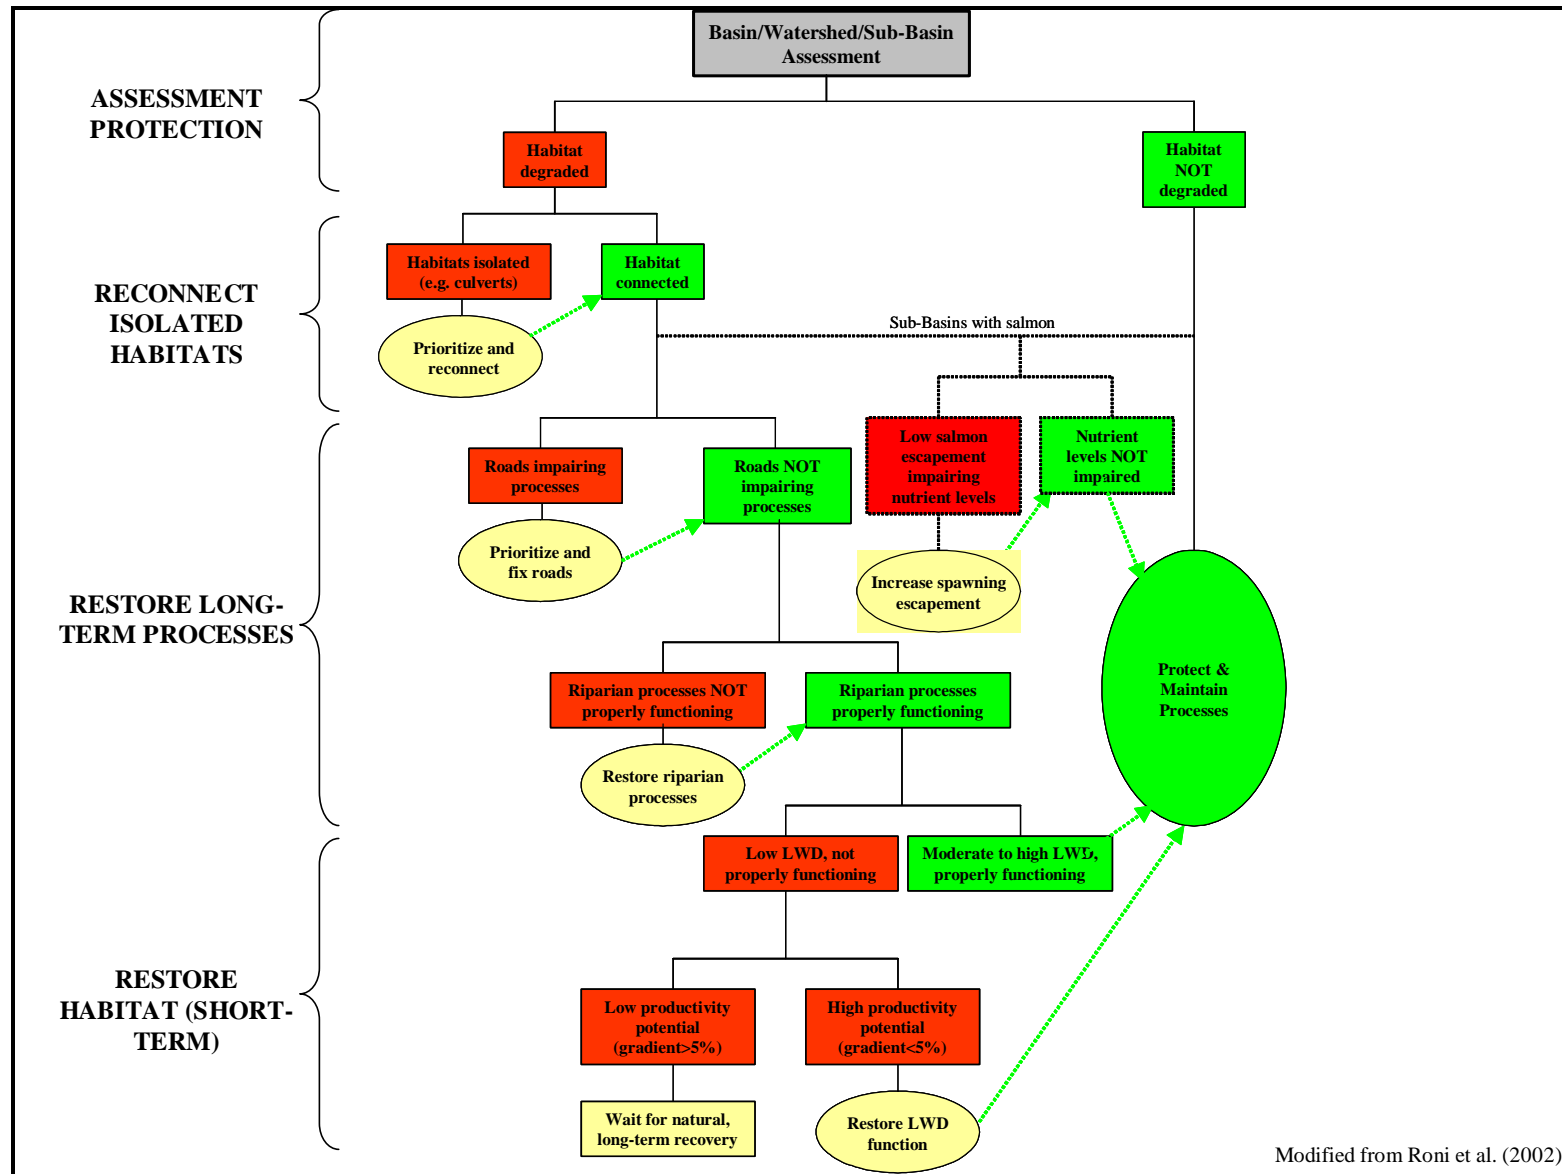 Basin/Watershed/Sub-Basin
Assessment
ASSESSMENT
PROTECTION
Habitat
degraded
Habitat
NOT
degraded
RECONNECT
ISOLATED
HABITATS
Habitats isolated
(e.g. culverts)
Habitat
connected
Prioritize and
reconnect
Sub-Basins with salmon
Low salmon
escapement
impairing
nutrient levels
Nutrient
levels NOT
impaired
RESTORE LONG-
TERM PROCESSES
Roads impairing
processes
Roads NOT
impairing
processes
Prioritize and
fix roads
Increase spawning
escapement
Protect &
Maintain
Processes
Riparian processes NOT
properly functioning
Riparian processes
properly functioning
Restore riparian
processes
Low LWD, not
properly functioning
Moderate to high LWD,
properly functioning
RESTORE
HABITAT (SHORT-
TERM)
Low productivity
potential
(gradient>5%)
High productivity
potential
(gradient<5%)
Wait for natural,
long-term recovery
Restore LWD
function
Modified from Roni et al. (2002)